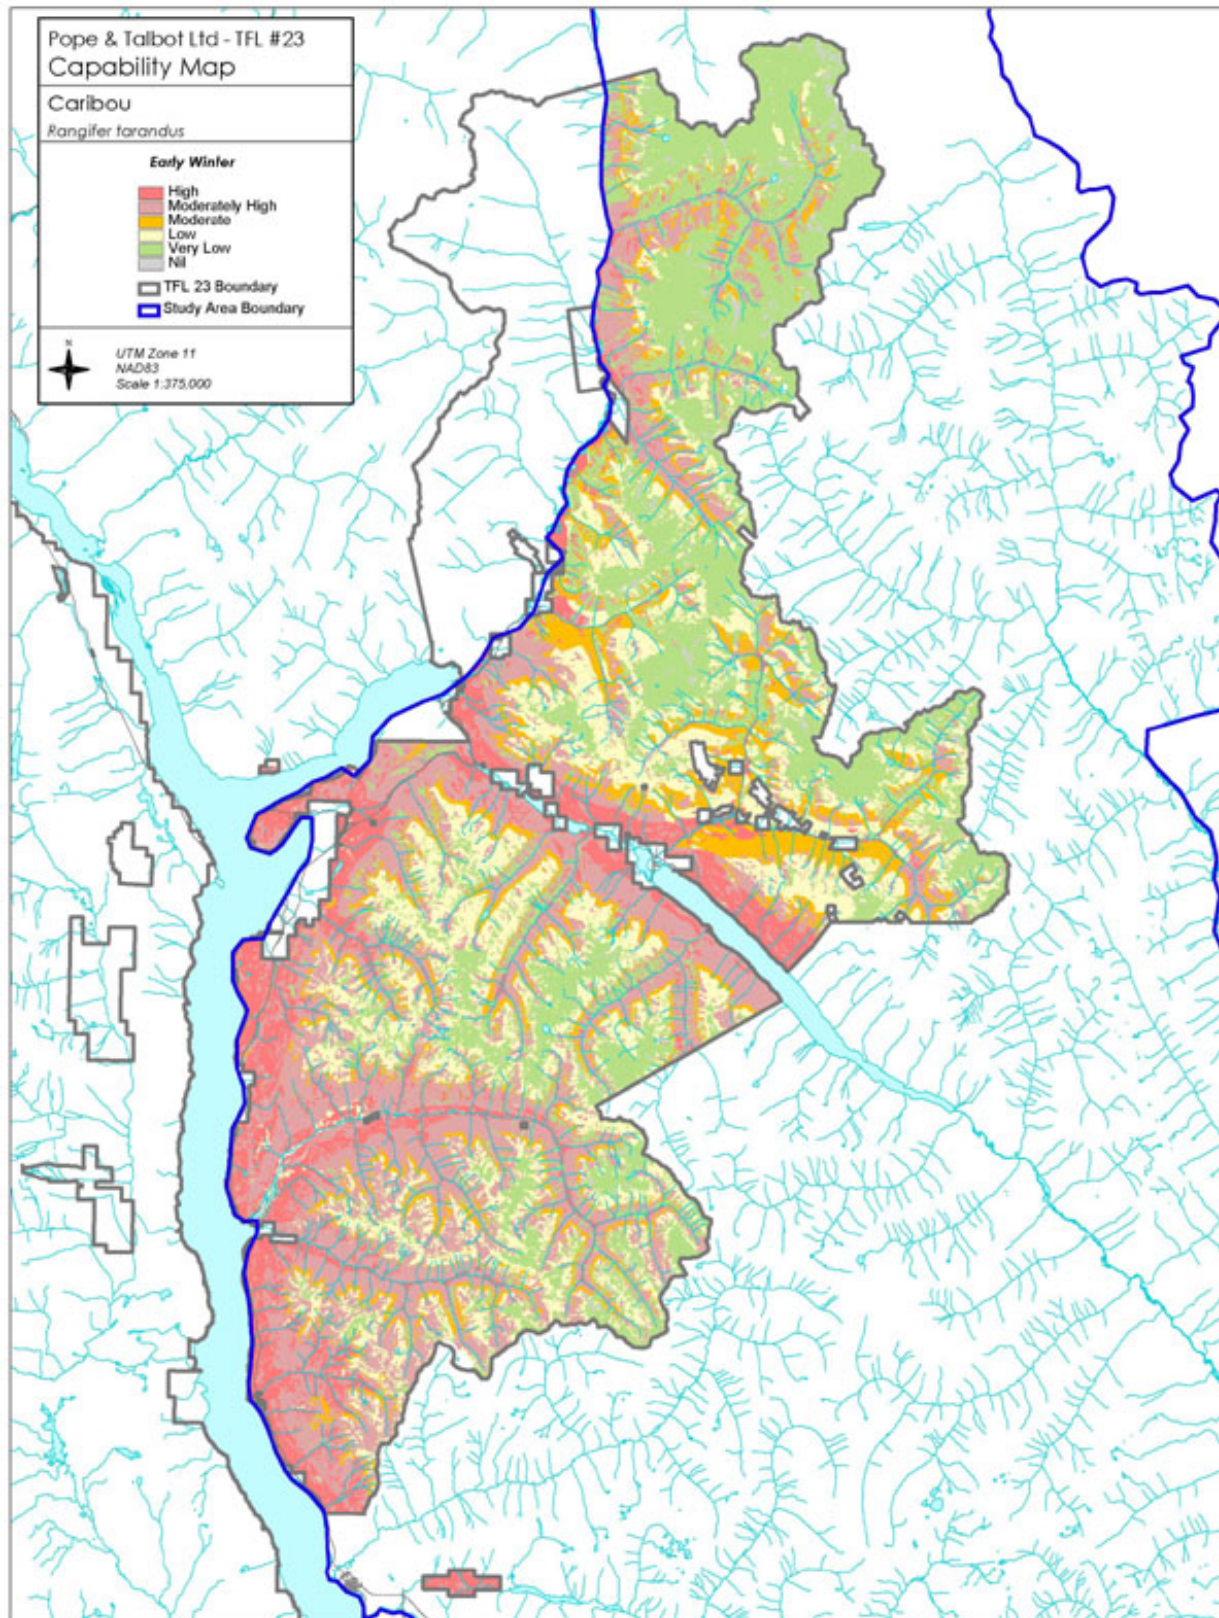 Pope & Talbot Ltd - TFL #23
Capability Map
Caribou
Rangifer tarandus
Early Winter
High
Moderately High
Moderate
Low
Very Low
Nil
TFL 23 Boundary
Study Area Boundary
N
UTM Zone 11
NAD83
Scale 1:375,000